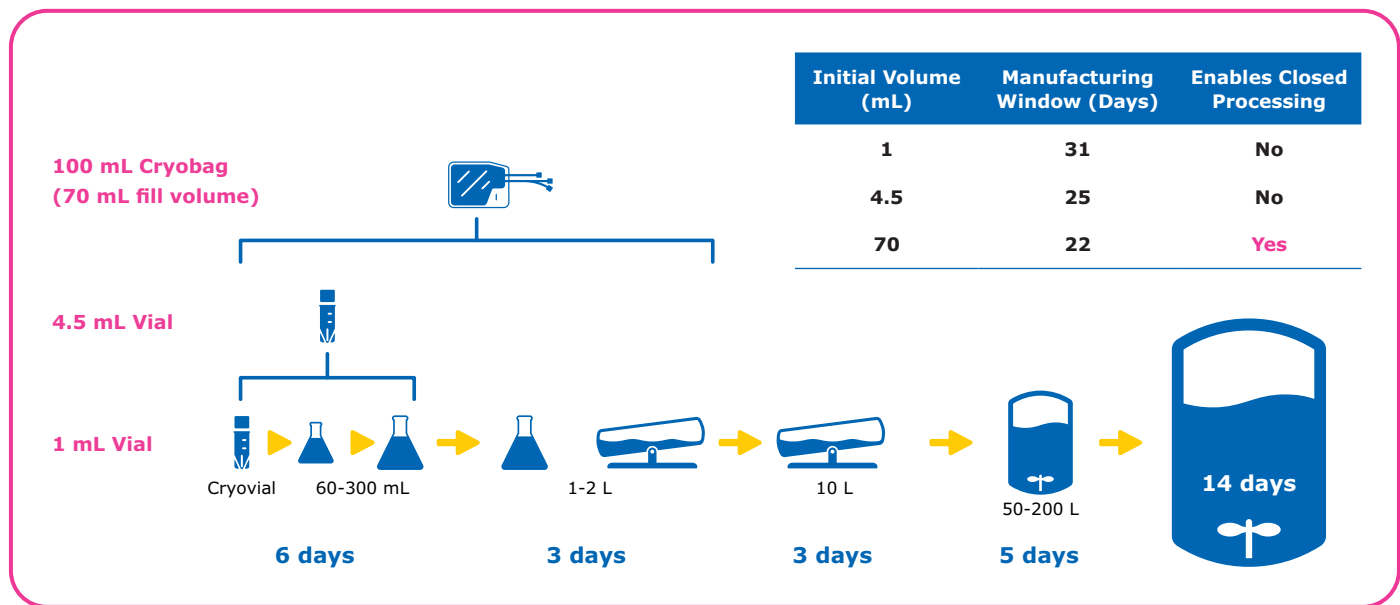 Initial Volume (mL)
Manufacturing Window (Days)
Enables Closed Processing
1 31 No
4.5 25 No
70 22 Yes
100 mL Cryobag
(70 mL fill volume)
4.5 mL Vial
1 mL Vial
Cryovial
60-300 mL
1-2 L
10 L
50-200 L
14 days
6 days
3 days
3 days
5 days